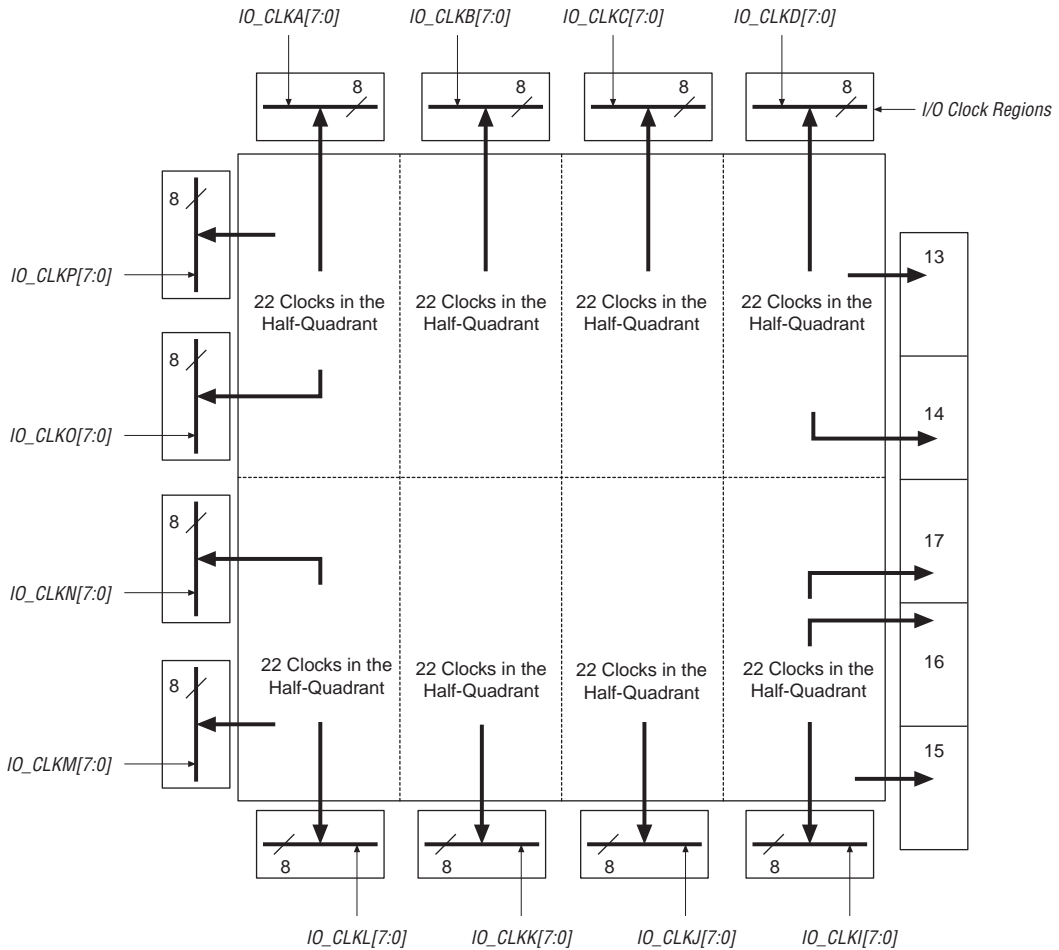 IO_CLKA[7:0]
IO_CLKB[7:0]
IO_CLKC[7:0]
IO_CLKD[7:0]
8
8
8
8
I/O Clock Regions
8
IO_CLKP[7:0]
13
22 Clocks in the
Half-Quadrant
22 Clocks in the
Half-Quadrant
22 Clocks in the
Half-Quadrant
22 Clocks in the
Half-Quadrant
8
IO_CLKO[7:0]
14
8
IO_CLKN[7:0]
17
22 Clocks in the
Half-Quadrant
22 Clocks in the
Half-Quadrant
22 Clocks in the
Half-Quadrant
22 Clocks in the
Half-Quadrant
16
8
IO_CLKM[7:0]
15
8
8
8
8
IO_CLKL[7:0]
IO_CLKK[7:0]
IO_CLKJ[7:0]
IO_CLKI[7:0]